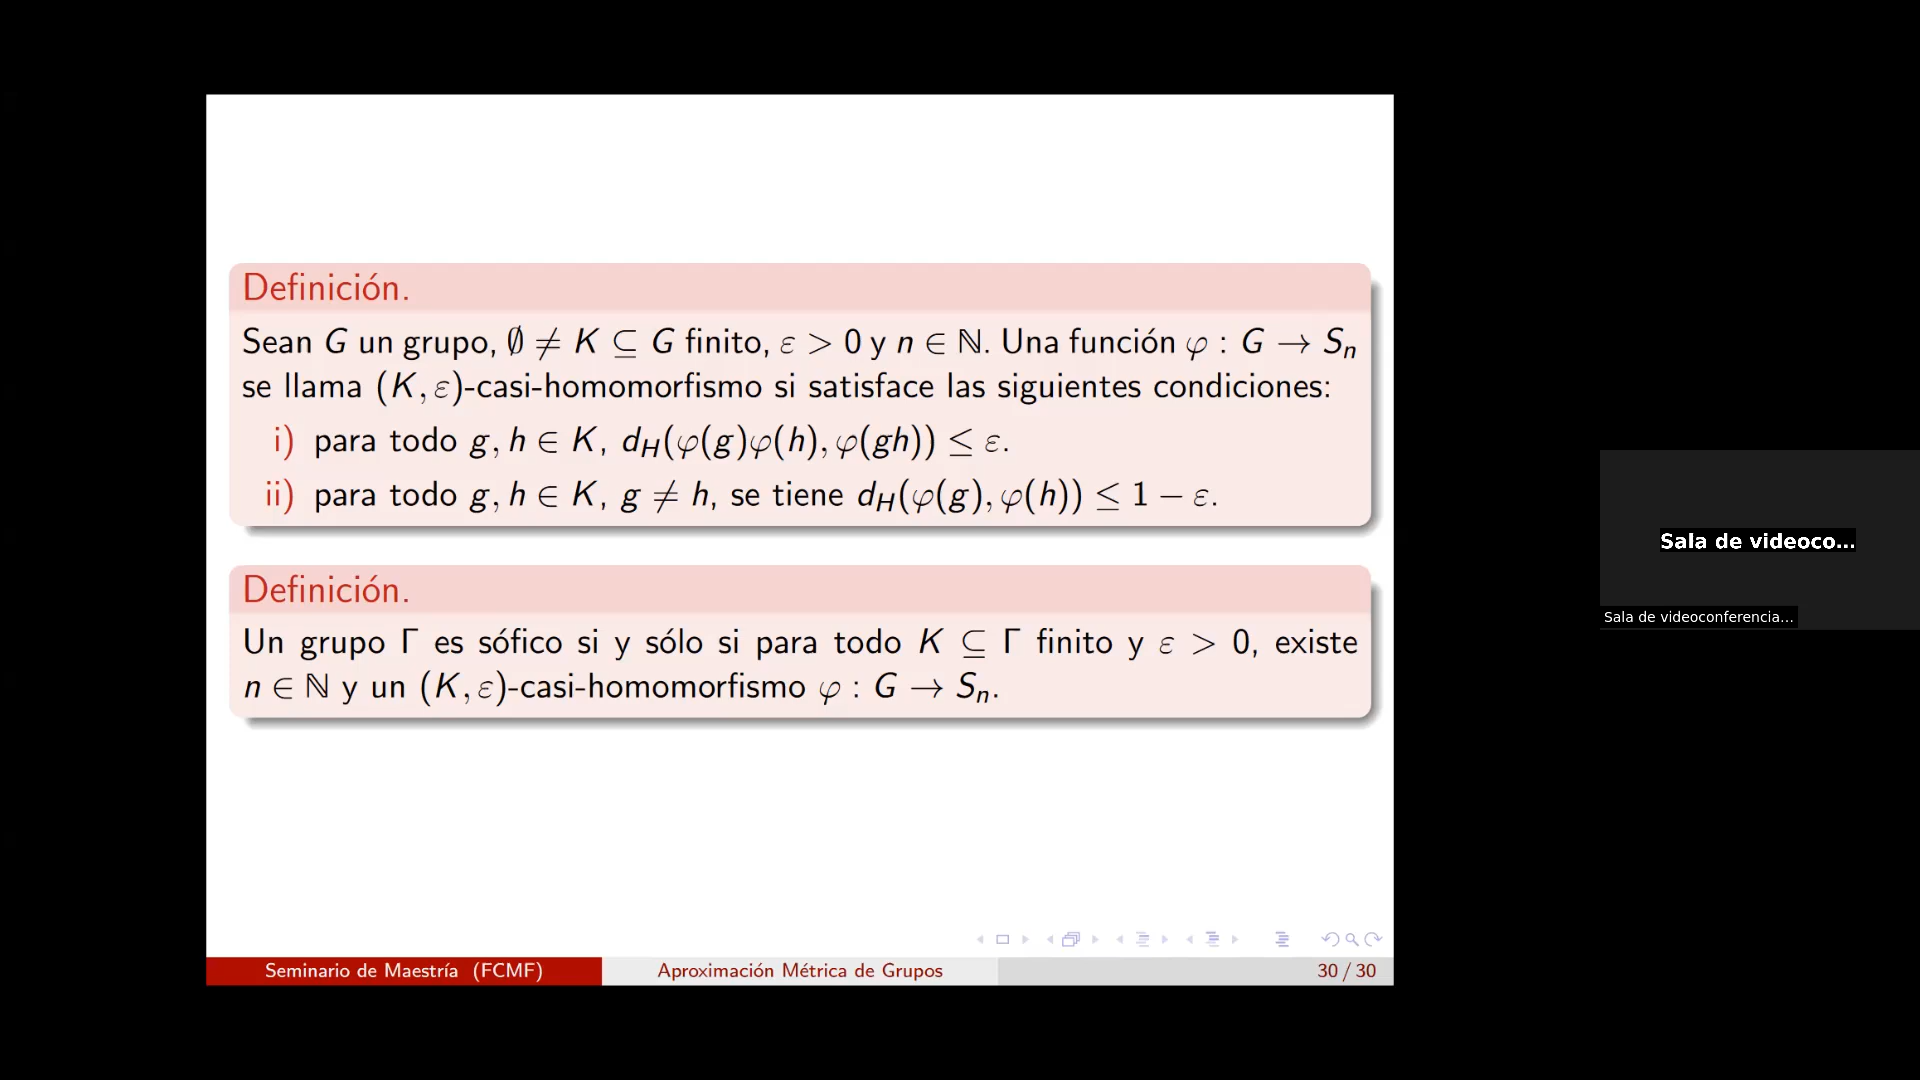 Definición.
Sean G un grupo, ∅ ≠ K ⊆ G finito, ε > 0 y n ∈ ℕ. Una función φ : G → Sₙ
se llama (K, ε)-casi-homomorfismo si satisface las siguientes condiciones:
i) para todo g, h ∈ K, d_H(φ(g)φ(h), φ(gh)) ≤ ε.
ii) para todo g, h ∈ K, g ≠ h, se tiene d_H(φ(g), φ(h)) ≤ 1 − ε.
Definición.
Un grupo Γ es sófico si y sólo si para todo K ⊆ Γ finito y ε > 0, existe
n ∈ ℕ y un (K, ε)-casi-homomorfismo φ : G → Sₙ.
Seminario de Maestría (FCMF)
Aproximación Métrica de Grupos
30 / 30
Sala de videoco...
Sala de videoconferencia...